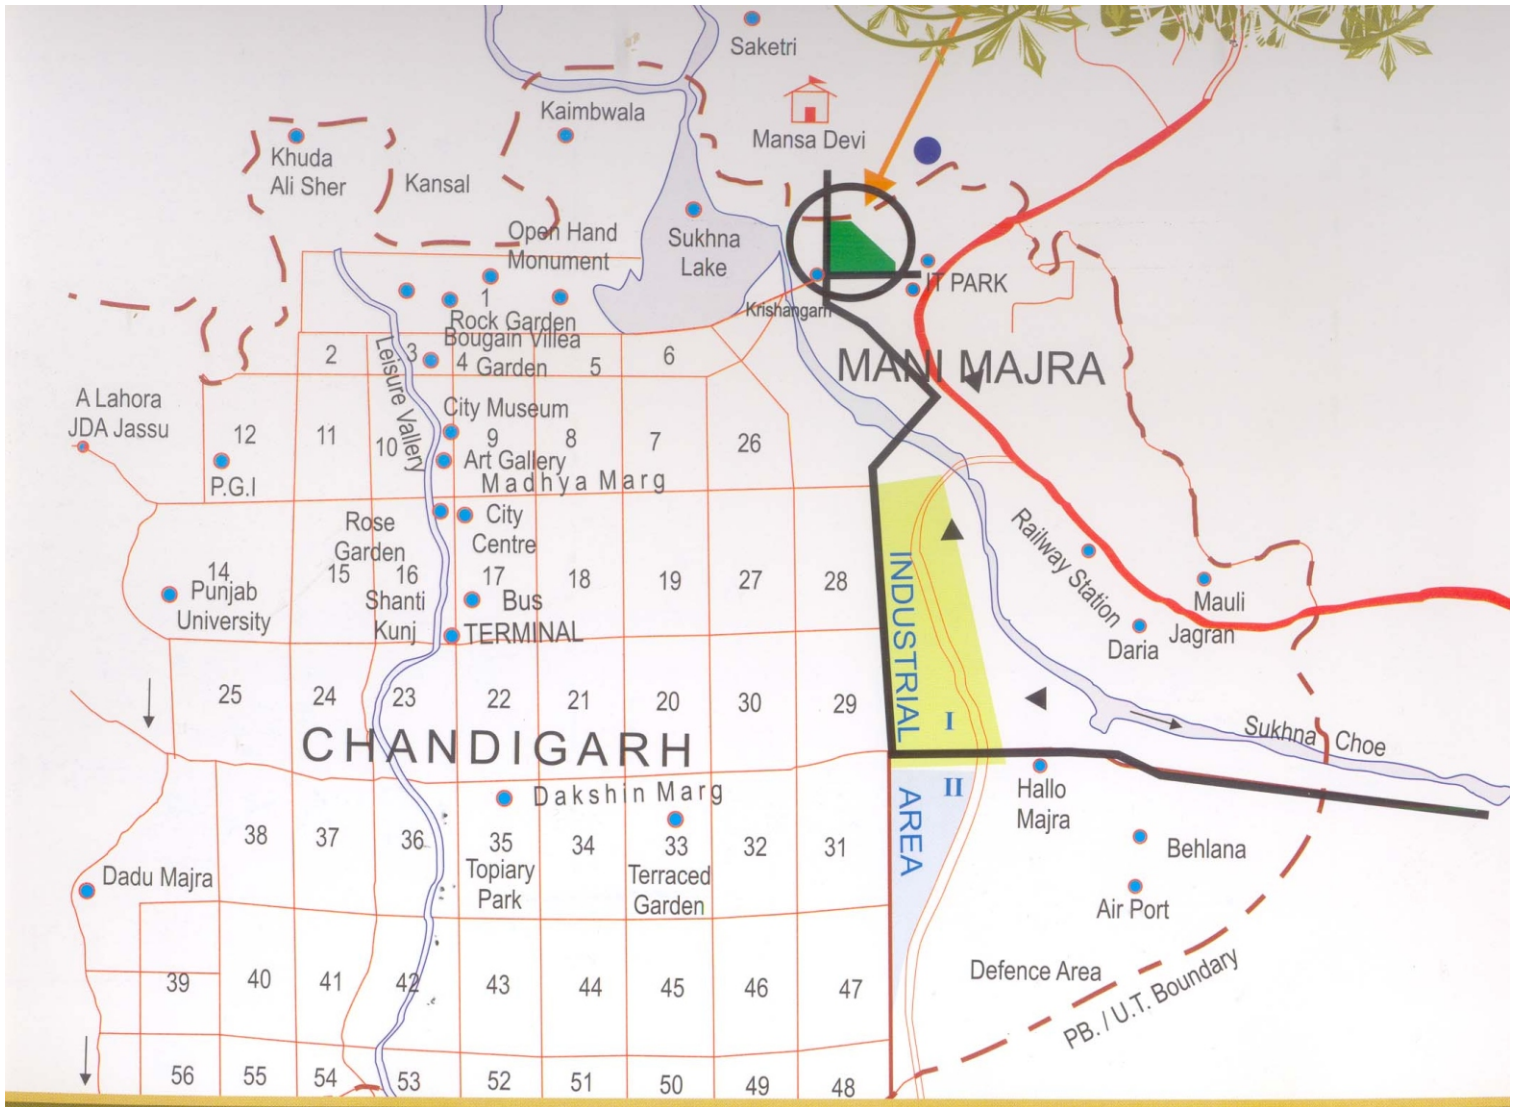 Saketri
Kaimbwala
Mansa Devi
Khuda
Ali Sher
Kansal
Open Hand
Monument
Sukhna
Lake
1
Rock Garden
Krishangarh
IT PARK
2
3
Bougain Villea
4
Garden
5
6
MANI MAJRA
Leisure Vallery
A Lahora
JDA Jassu
12
11
10
City Museum
9
8
7
26
Art Gallery
P.G.I
Madhya Marg
Rose
Garden
City
Centre
Railway Station
14
Punjab
University
15
16
Shanti
Kunj
17
Bus
TERMINAL
18
19
27
28
INDUSTRIAL
Mauli
Jagran
Daria
25
24
23
22
21
20
30
29
I
CHANDIGARH
Sukhna Choe
II
AREA
Hallo
Majra
Dakshin Marg
38
37
36
35
Topiary
Park
34
33
Terraced
Garden
32
31
Behlana
Dadu Majra
Air Port
Defence Area
PB. / U.T. Boundary
39
40
41
42
43
44
45
46
47
56
55
54
53
52
51
50
49
48